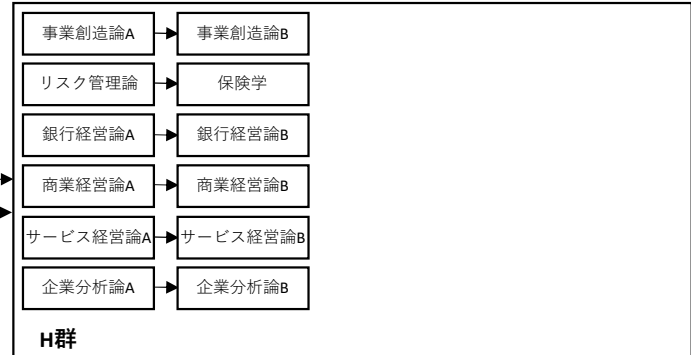 事業創造論A 事業創造論B
リスク管理論 保険学
銀行経営論A 銀行経営論B
商業経営論A 商業経営論B
サービス経営論A サービス経営論B
企業分析論A 企業分析論B
H群